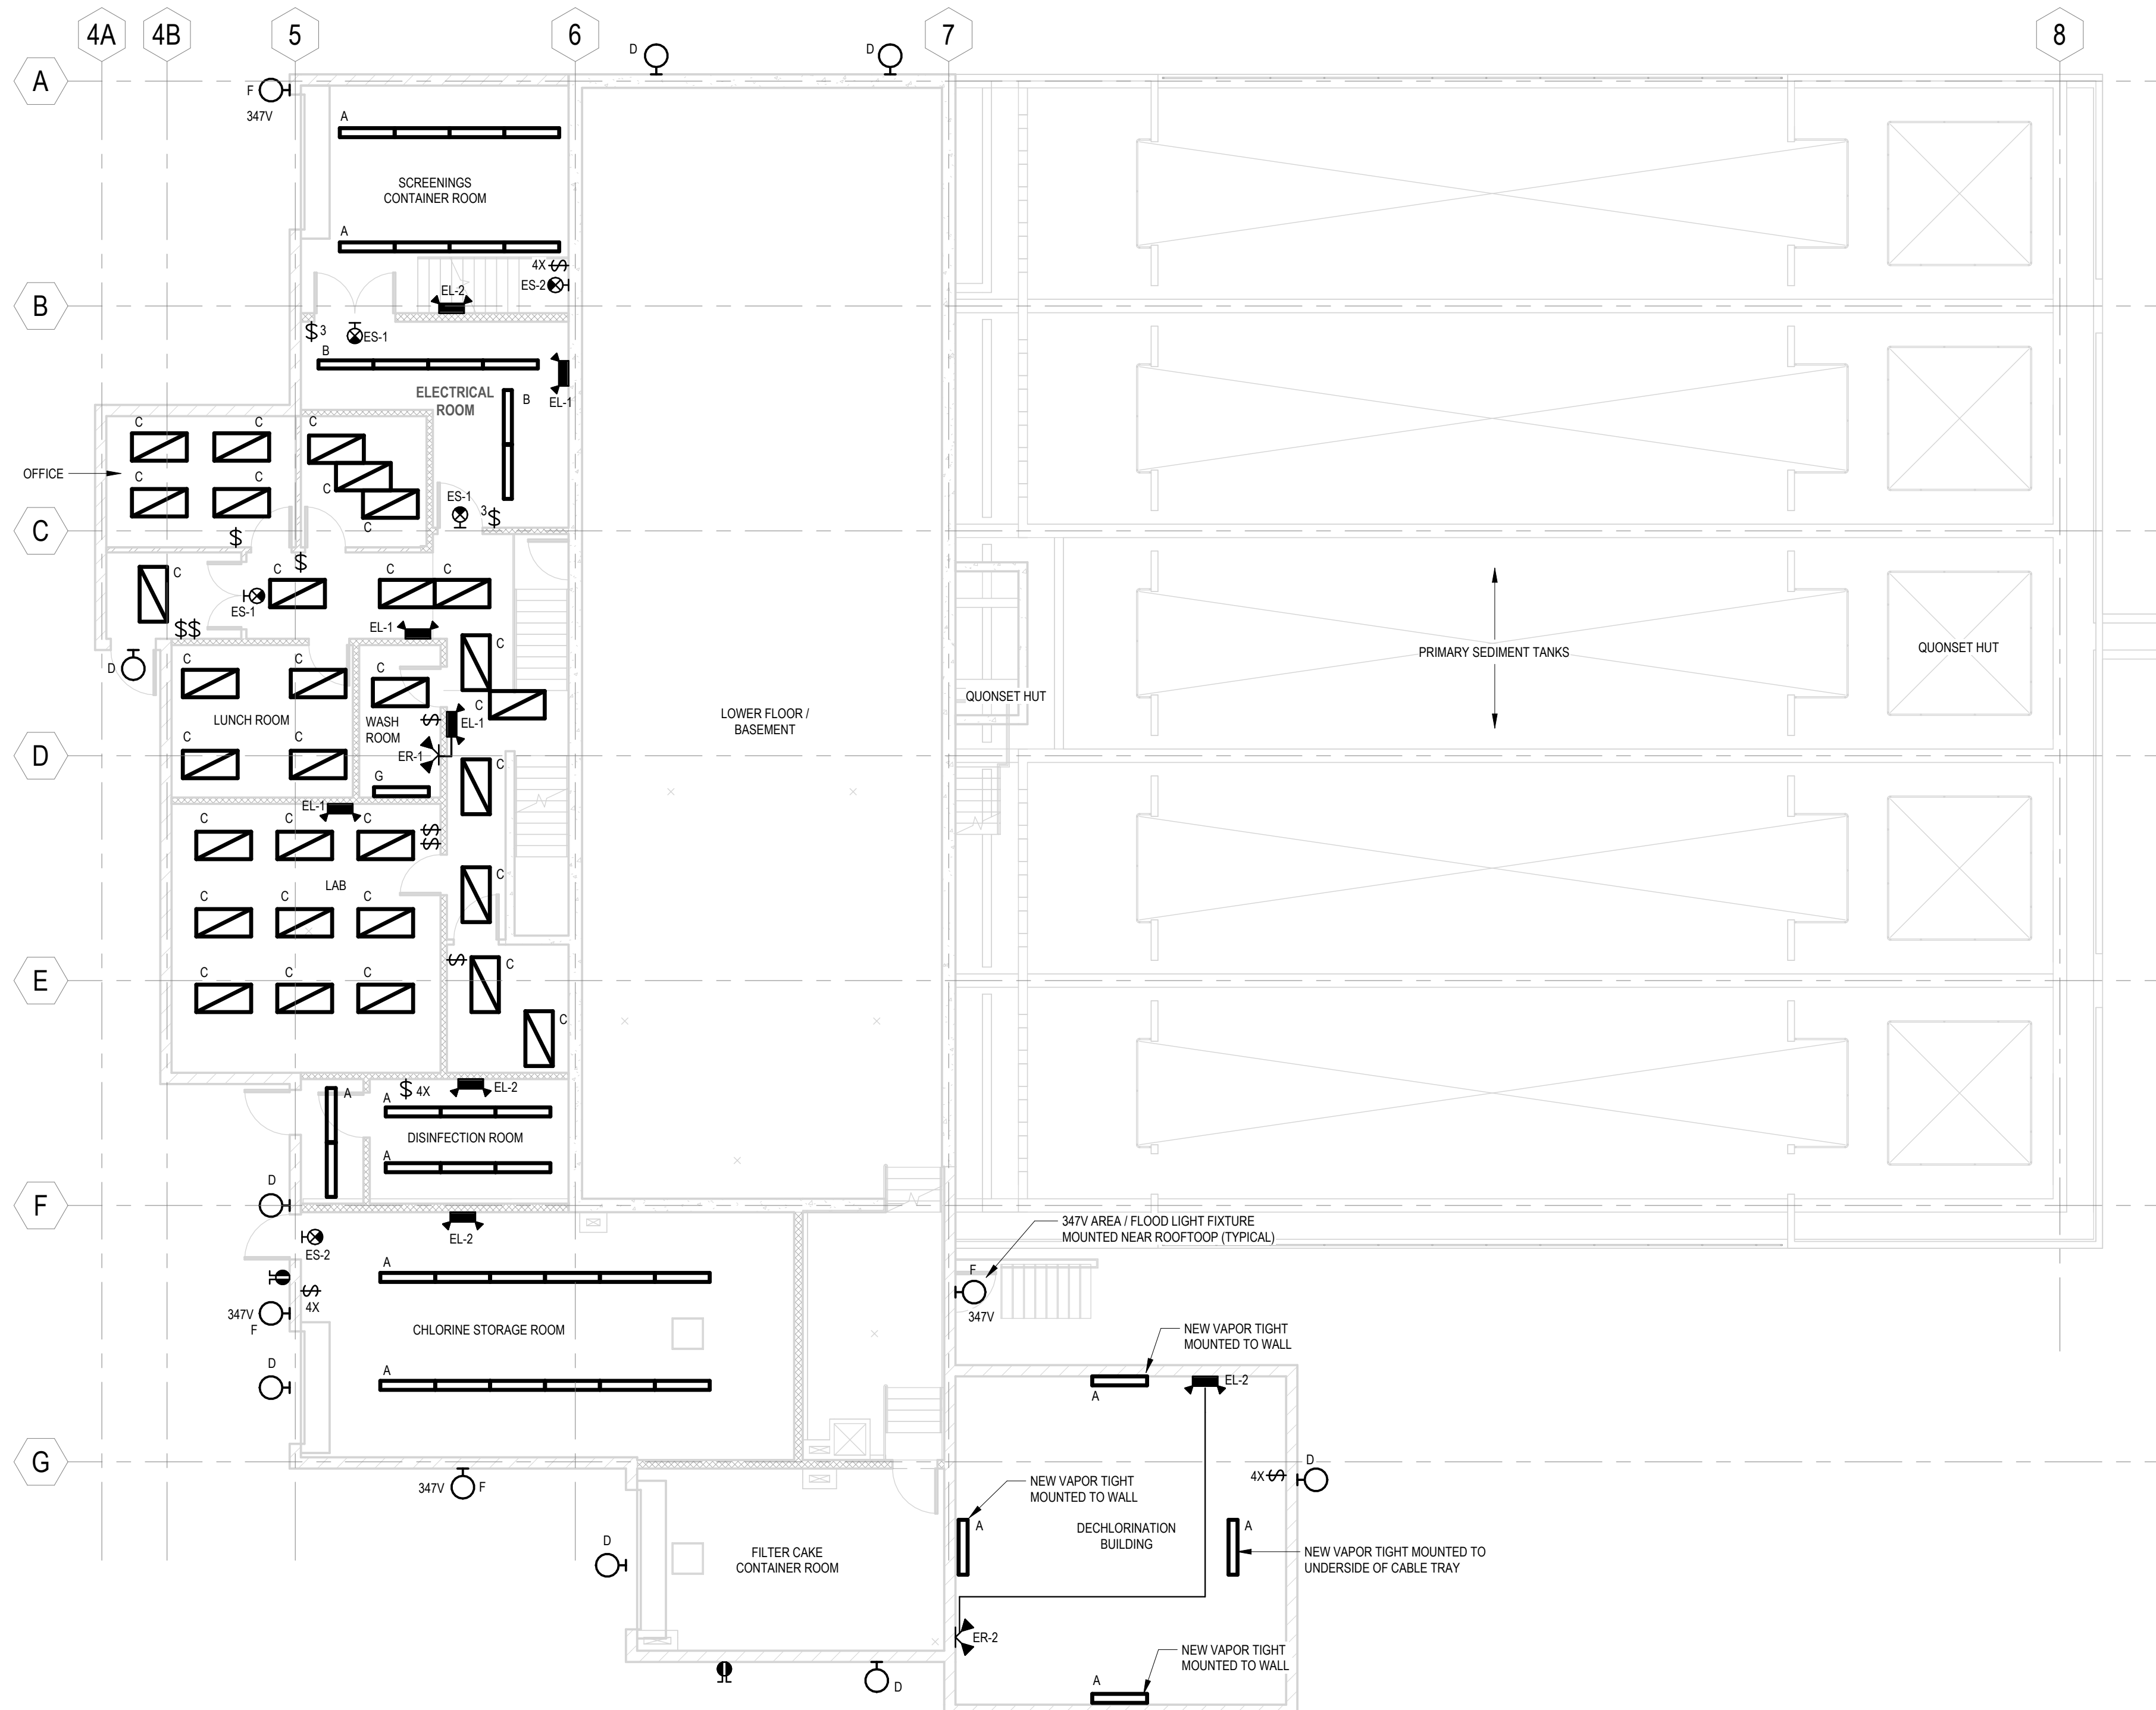 4A 4B 5 6 7 8
D D
A
F
347V
A
SCREENINGS
CONTAINER ROOM
A
4X $
ES-2
EL-2
B
$ 3
ES-1
B
ELECTRICAL
ROOM
B
EL-1
C C C
OFFICE
C C C
C
ES-1
3 $
C
$
$
C
C C C
ES-1
$$
EL-1
D
C
C C C
LUNCH ROOM
WASH
ROOM
$
EL-1
C
QUONSET HUT
LOWER FLOOR /
BASEMENT
PRIMARY SEDIMENT TANKS
QUONSET HUT
D
C C
ER-1
C
G
EL-1
C C C
$$
LAB
C
C C C
$
C
E
C C C
C
$ 4X
EL-2
A
A
DISINFECTION ROOM
A
D
F
EL-2
ES-2
347V AREA / FLOOD LIGHT FIXTURE
MOUNTED NEAR ROOFTOOP (TYPICAL)
A
$
4X
347V
F
F
347V
CHLORINE STORAGE ROOM
NEW VAPOR TIGHT
MOUNTED TO WALL
D
A
A
EL-2
G
347V F
NEW VAPOR TIGHT
MOUNTED TO WALL
4X $
D
A
DECHLORINATION
BUILDING
A
D
FILTER CAKE
CONTAINER ROOM
NEW VAPOR TIGHT MOUNTED TO
UNDERSIDE OF CABLE TRAY
ER-2
NEW VAPOR TIGHT
MOUNTED TO WALL
D
A